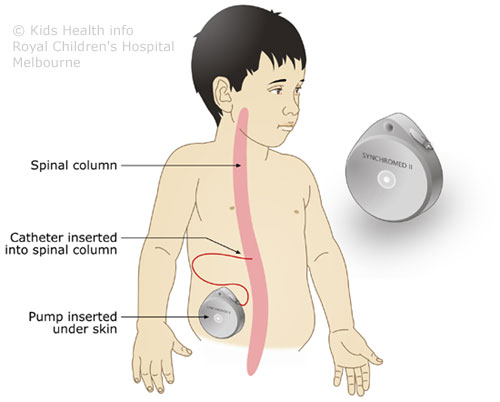 © Kids Health info
Royal Children's Hospital
Melbourne
Spinal column
Catheter inserted
into spinal column
Pump inserted
under skin
SYNCHROMED II